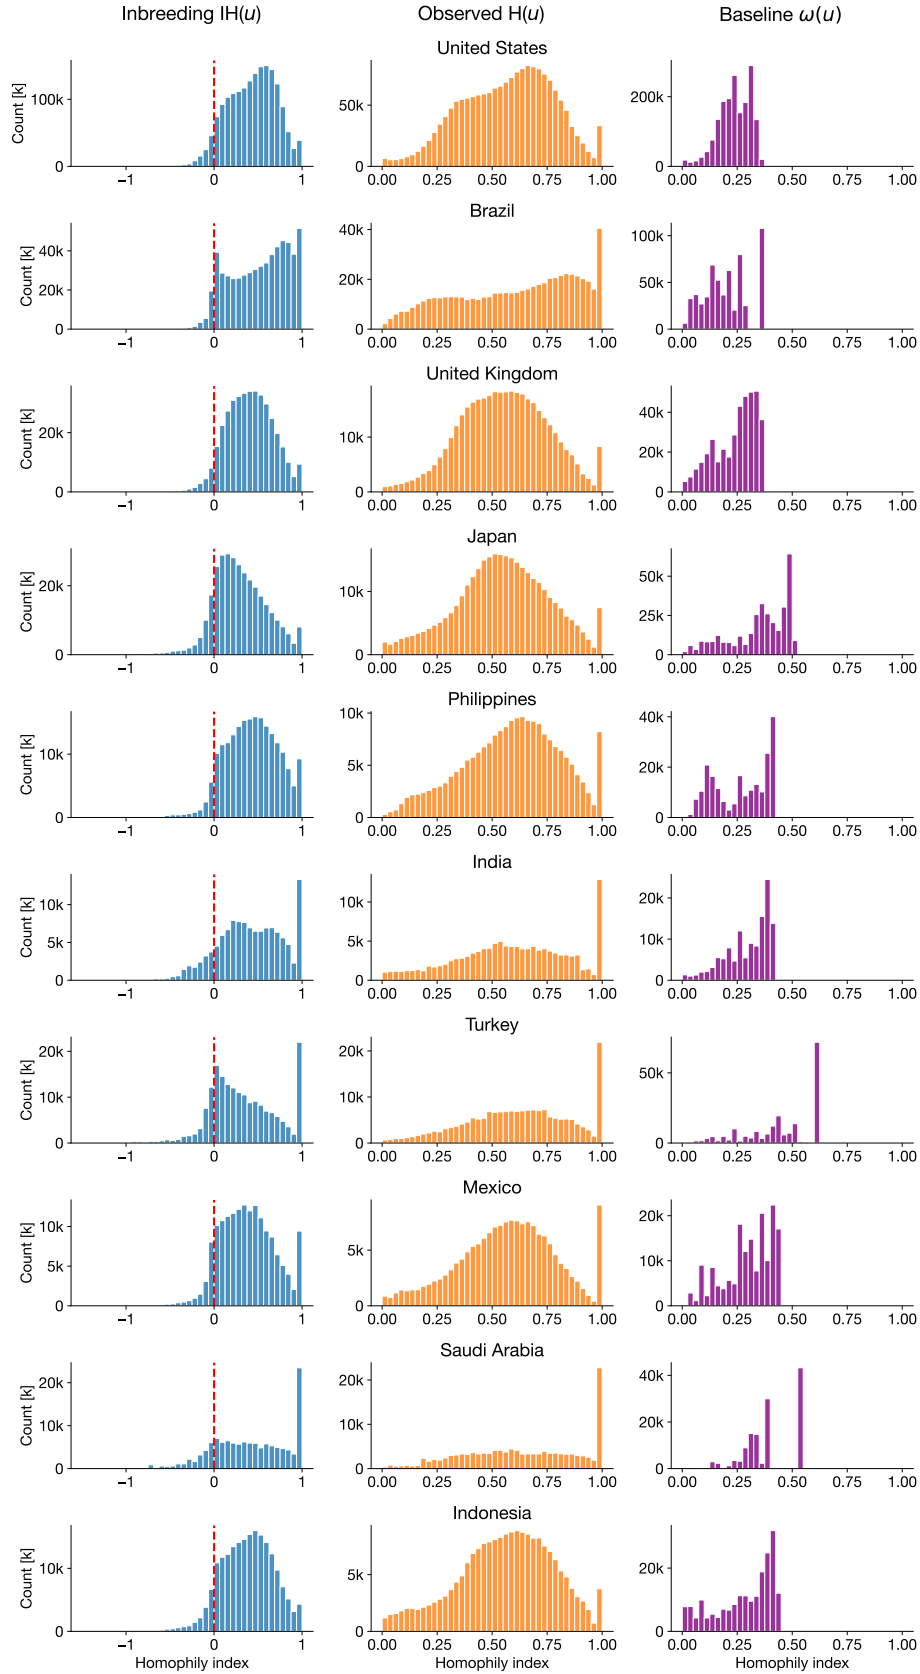 Inbreeding IH(u) Observed H(u) Baseline ω(u)
United States
Count [k]
100k
0
−1 0 1
50k
0
0.00 0.25 0.50 0.75 1.00
200k
0
0.00 0.25 0.50 0.75 1.00
Brazil
Count [k]
40k
20k
0
−1 0 1
40k
20k
0
0.00 0.25 0.50 0.75 1.00
100k
50k
0
0.00 0.25 0.50 0.75 1.00
United Kingdom
Count [k]
20k
0
−1 0 1
10k
0
0.00 0.25 0.50 0.75 1.00
40k
20k
0
0.00 0.25 0.50 0.75 1.00
Japan
Count [k]
20k
0
−1 0 1
10k
0
0.00 0.25 0.50 0.75 1.00
50k
25k
0
0.00 0.25 0.50 0.75 1.00
Philippines
Count [k]
10k
0
−1 0 1
10k
5k
0
0.00 0.25 0.50 0.75 1.00
40k
20k
0
0.00 0.25 0.50 0.75 1.00
India
Count [k]
10k
5k
0
−1 0 1
10k
5k
0
0.00 0.25 0.50 0.75 1.00
20k
10k
0
0.00 0.25 0.50 0.75 1.00
Turkey
Count [k]
20k
10k
0
−1 0 1
20k
10k
0
0.00 0.25 0.50 0.75 1.00
50k
0
0.00 0.25 0.50 0.75 1.00
Mexico
Count [k]
10k
5k
0
−1 0 1
5k
0
0.00 0.25 0.50 0.75 1.00
20k
10k
0
0.00 0.25 0.50 0.75 1.00
Saudi Arabia
Count [k]
20k
10k
0
−1 0 1
20k
10k
0
0.00 0.25 0.50 0.75 1.00
40k
20k
0
0.00 0.25 0.50 0.75 1.00
Indonesia
Count [k]
10k
0
−1 0 1
5k
0
0.00 0.25 0.50 0.75 1.00
20k
0
0.00 0.25 0.50 0.75 1.00
Homophily index Homophily index Homophily index